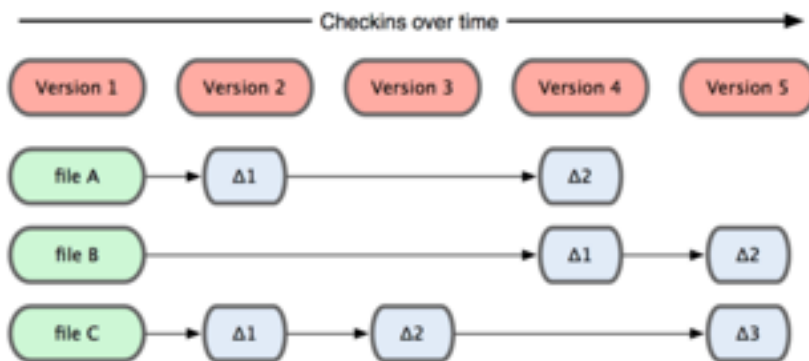 Checkins over time
Version 1 Version 2 Version 3 Version 4 Version 5
file A Δ1 Δ2
file B Δ1 Δ2
file C Δ1 Δ2 Δ3